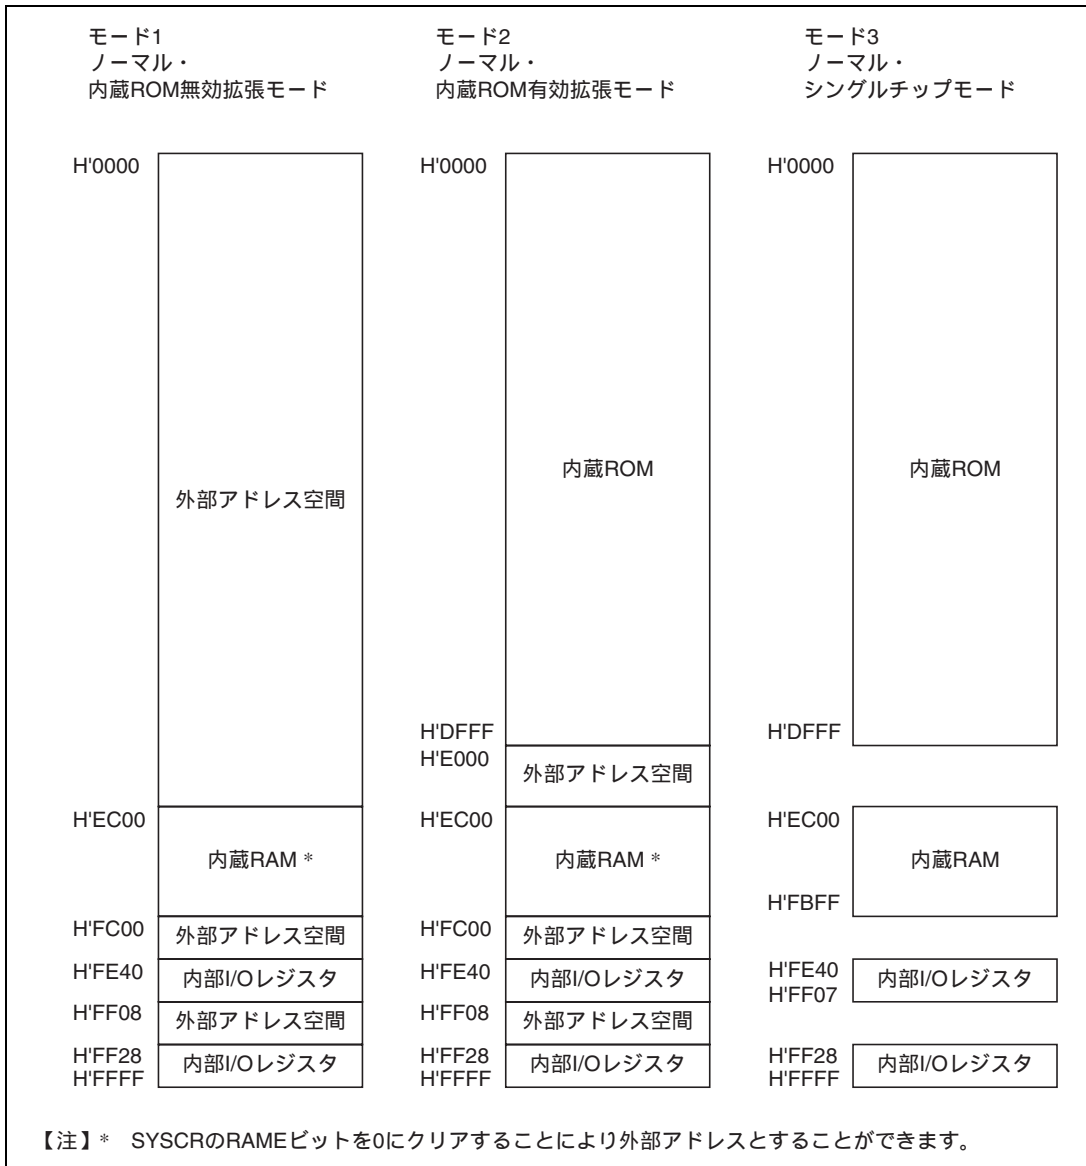 モード1
ノーマル・
内蔵ROM無効拡張モード
H'0000
外部アドレス空間
H'EC00
内蔵RAM *
H'FC00
外部アドレス空間
H'FE40
内部I/Oレジスタ
H'FF08
外部アドレス空間
H'FF28
内部I/Oレジスタ
H'FFFF
モード2
ノーマル・
内蔵ROM有効拡張モード
H'0000
内蔵ROM
H'DFFF
H'E000
外部アドレス空間
H'EC00
内蔵RAM *
H'FC00
外部アドレス空間
H'FE40
内部I/Oレジスタ
H'FF08
外部アドレス空間
H'FF28
内部I/Oレジスタ
H'FFFF
モード3
ノーマル・
シングルチップモード
H'0000
内蔵ROM
H'DFFF
H'EC00
内蔵RAM
H'FBFF
H'FE40
内部I/Oレジスタ
H'FF07
H'FF28
内部I/Oレジスタ
H'FFFF
【注】* SYSCRのRAMEビットを0にクリアすることにより外部アドレスとすることができます。